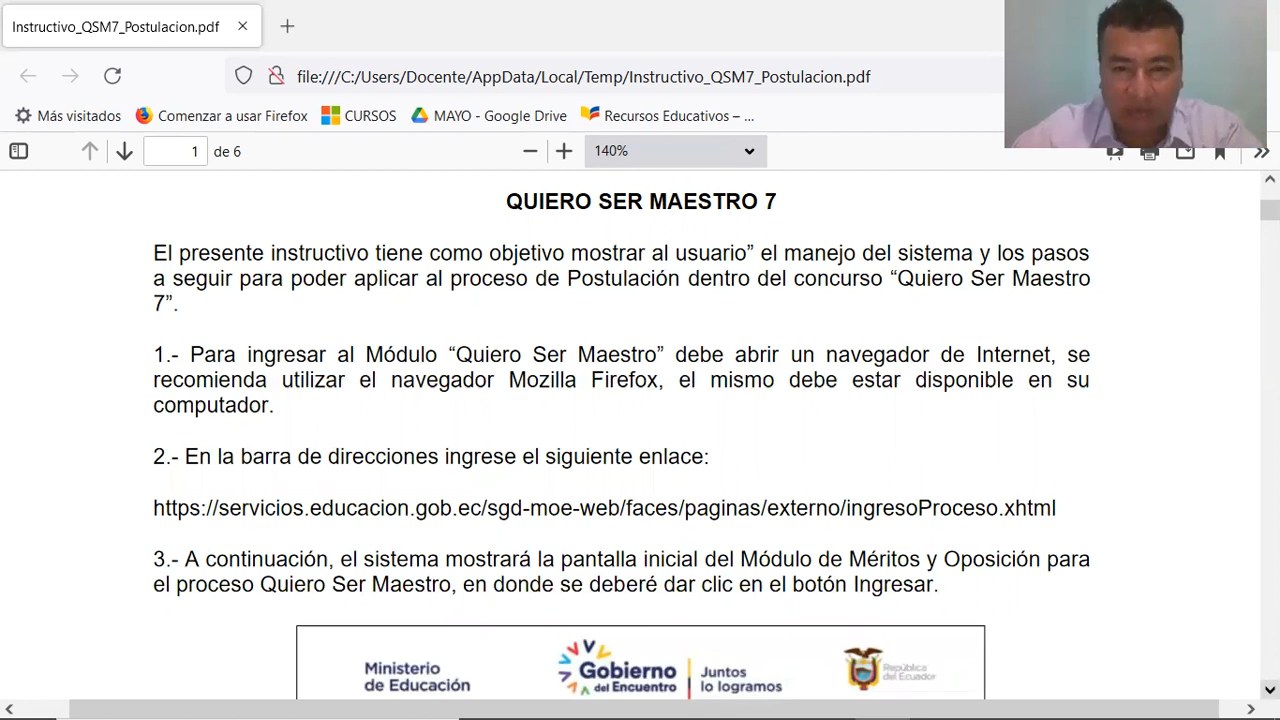 Instructivo_QSM7_Postulacion.pdf
file:///C:/Users/Docente/AppData/Local/Temp/Instructivo_QSM7_Postulacion.pdf
Más visitados Comenzar a usar Firefox CURSOS MAYO - Google Drive Recursos Educativos – ...
1 de 6 140%
QUIERO SER MAESTRO 7
El presente instructivo tiene como objetivo mostrar al usuario” el manejo del sistema y los pasos
a seguir para poder aplicar al proceso de Postulación dentro del concurso “Quiero Ser Maestro
7”.
1.- Para ingresar al Módulo “Quiero Ser Maestro” debe abrir un navegador de Internet, se
recomienda utilizar el navegador Mozilla Firefox, el mismo debe estar disponible en su
computador.
2.- En la barra de direcciones ingrese el siguiente enlace:
https://servicios.educacion.gob.ec/sgd-moe-web/faces/paginas/externo/ingresoProceso.xhtml
3.- A continuación, el sistema mostrará la pantalla inicial del Módulo de Méritos y Oposición para
el proceso Quiero Ser Maestro, en donde se deberé dar clic en el botón Ingresar.
Ministerio
de Educación
Gobierno
del Encuentro
Juntos
lo logramos
República
del Ecuador